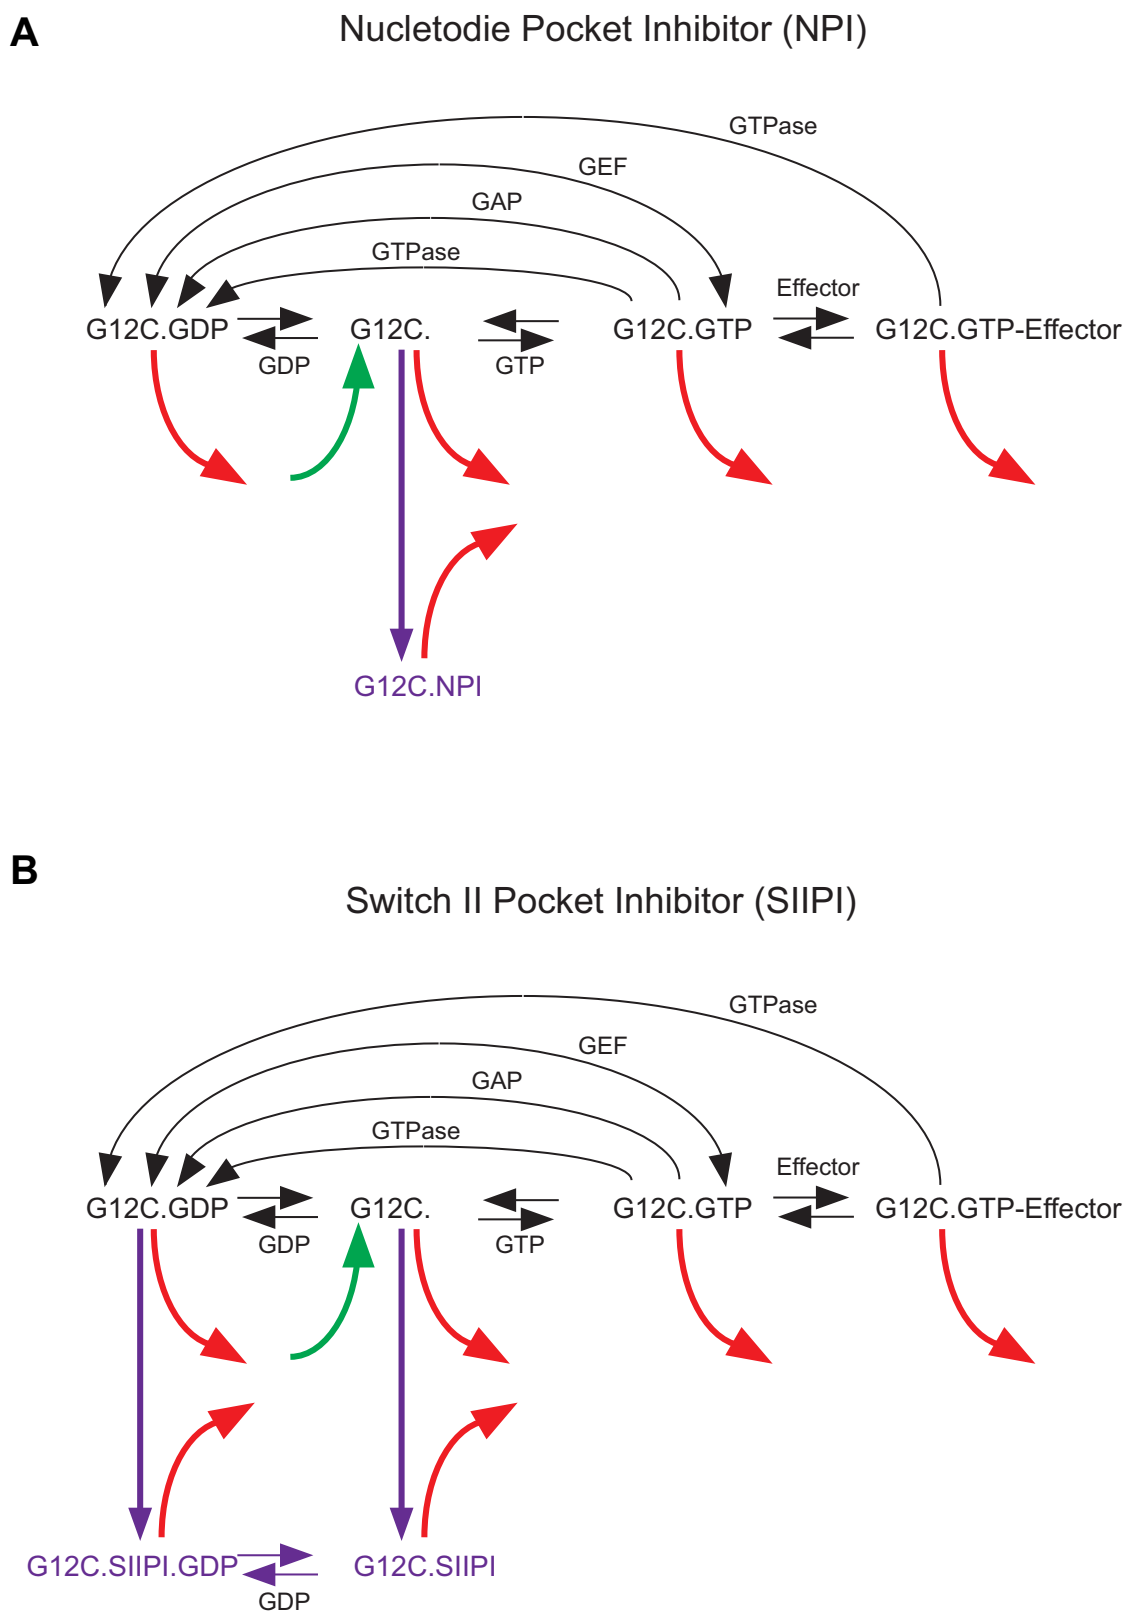 A
Nucletodie Pocket Inhibitor (NPI)
GTPase
GEF
GAP
GTPase
Effector
G12C.GDP
G12C.
G12C.GTP
G12C.GTP-Effector
GDP
GTP
G12C.NPI
B
Switch II Pocket Inhibitor (SIIPI)
GTPase
GEF
GAP
GTPase
Effector
G12C.GDP
G12C.
G12C.GTP
G12C.GTP-Effector
GDP
GTP
G12C.SIIPI.GDP
G12C.SIIPI
GDP